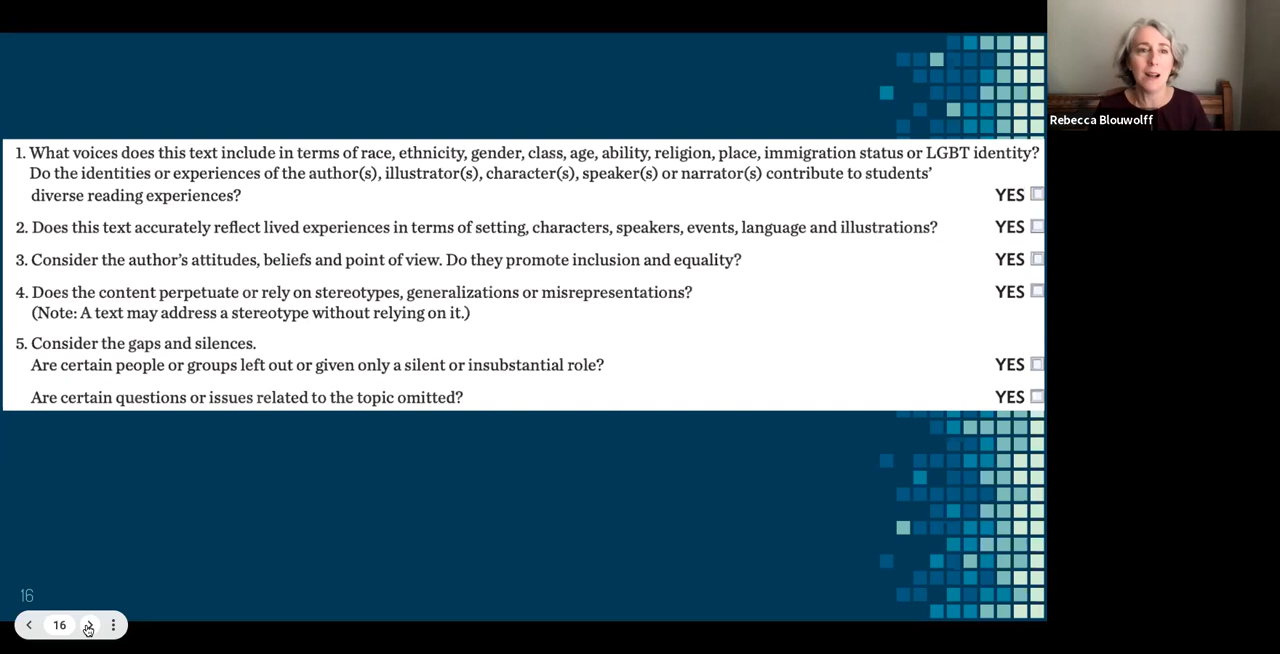 1. What voices does this text include in terms of race, ethnicity, gender, class, age, ability, religion, place, immigration status or LGBT identity?
Do the identities or experiences of the author(s), illustrator(s), character(s), speaker(s) or narrator(s) contribute to students’
diverse reading experiences? YES
2. Does this text accurately reflect lived experiences in terms of setting, characters, speakers, events, language and illustrations? YES
3. Consider the author’s attitudes, beliefs and point of view. Do they promote inclusion and equality? YES
4. Does the content perpetuate or rely on stereotypes, generalizations or misrepresentations? YES
(Note: A text may address a stereotype without relying on it.)
5. Consider the gaps and silences.
Are certain people or groups left out or given only a silent or insubstantial role? YES
Are certain questions or issues related to the topic omitted? YES
16
16
Rebecca Blouwolff